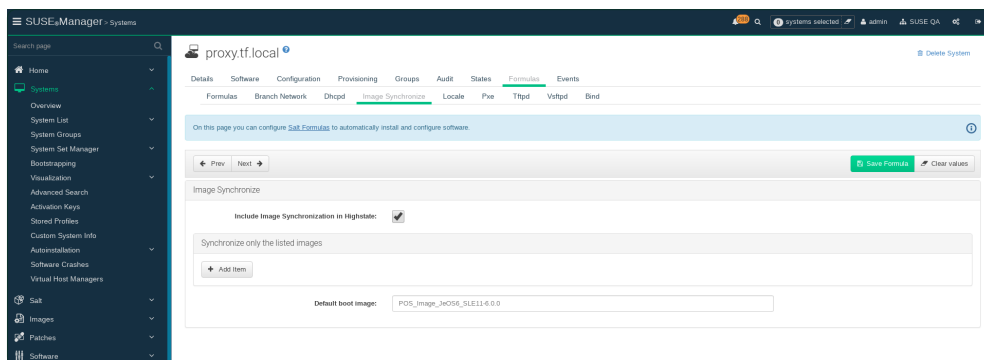 SUSE Manager > Systems
systems selected
admin
SUSE QA
Search page
Home
Systems
Overview
System List
System Groups
System Set Manager
Bootstrapping
Visualization
Advanced Search
Activation Keys
Stored Profiles
Custom System Info
Autoinstallation
Software Crashes
Virtual Host Managers
Salt
Images
Patches
Software
proxy.tf.local
Delete System
Details Software Configuration Provisioning Groups Audit States Formulas Events
Formulas Branch Network Dhcpd Image Synchronize Locale Pxe Tftpd Vsftpd Bind
On this page you can configure Salt Formulas to automatically install and configure software.
Prev Next
Save Formula Clear values
Image Synchronize
Include Image Synchronization in Highstate:
Synchronize only the listed images
+ Add Item
Default boot image: POS_Image_JeOS6_SLE11-6.0.0